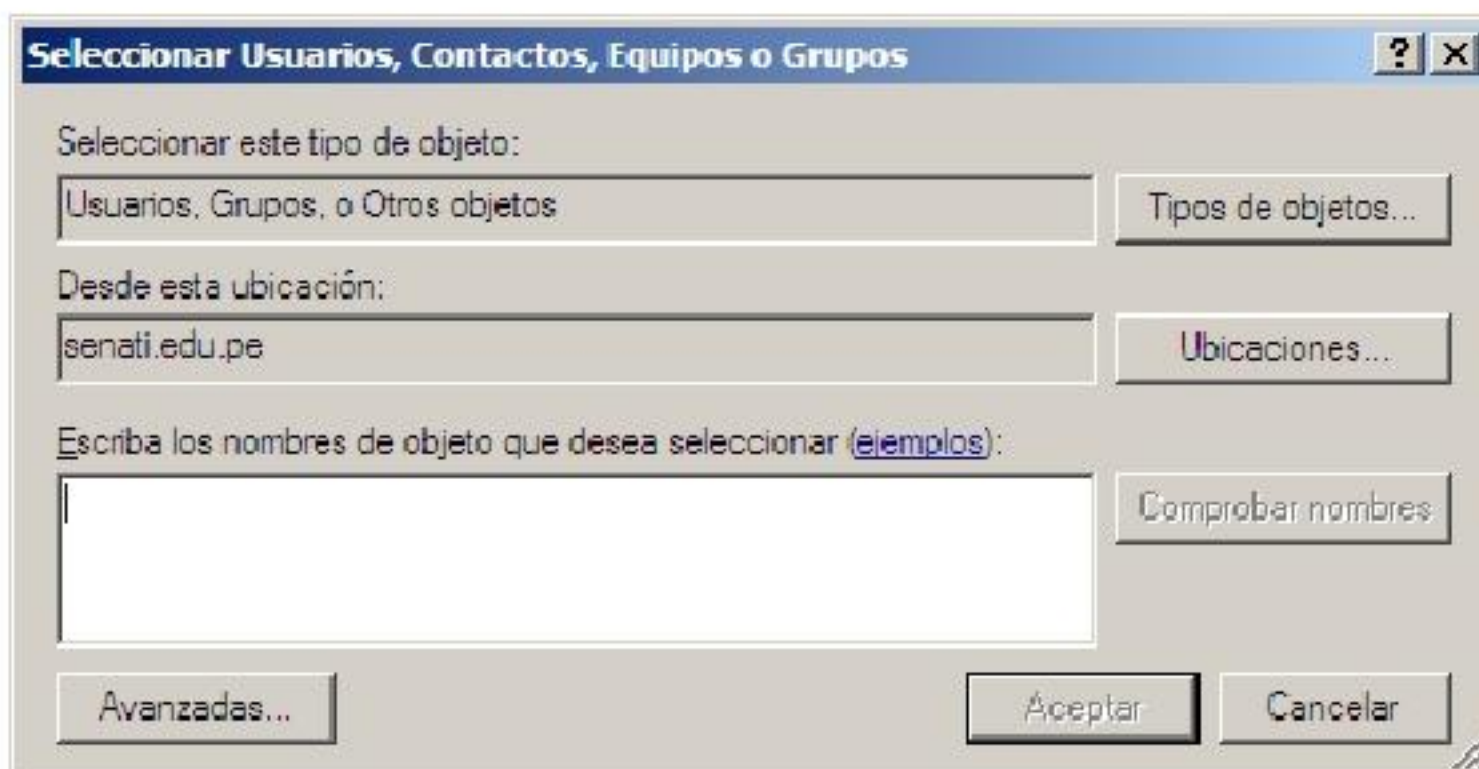 Seleccionar Usuarios, Contactos, Equipos o Grupos
Seleccionar este tipo de objeto:
Usuarios, Grupos, o Otros objetos
Tipos de objetos...
Desde esta ubicación:
senati.edu.pe
Ubicaciones...
Escriba los nombres de objeto que desea seleccionar (ejemplos):
Comprobar nombres
Avanzadas...
Aceptar
Cancelar